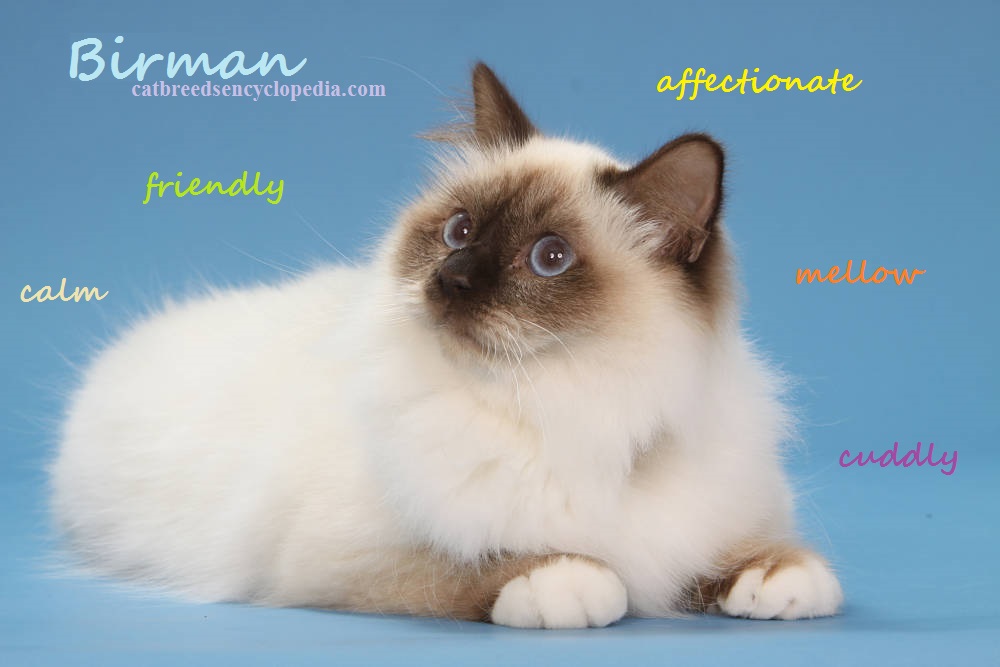 Birman
catbreedsencyclopedia.com
affectionate
friendly
calm
mellow
cuddly